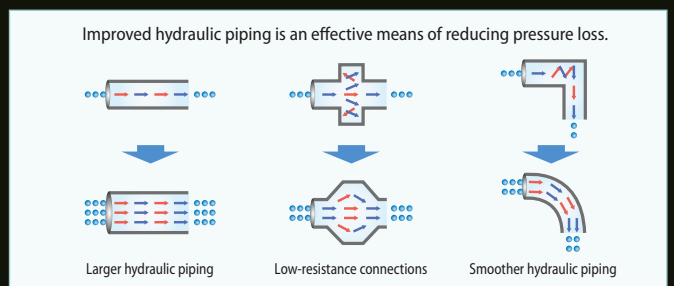 Improved hydraulic piping is an effective means of reducing pressure loss.
Larger hydraulic piping
Low-resistance connections
Smoother hydraulic piping